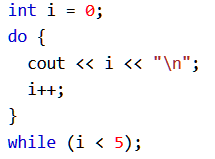 int i = 0;
do {
  cout << i << "\n";
  i++;
}
while (i < 5);